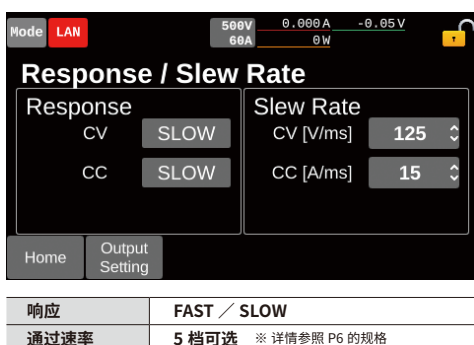 Mode LAN 500V 0.000A -0.05V
60A 0W
Response / Slew Rate
Response
CV SLOW
CC SLOW
Slew Rate
CV [V/ms] 125
CC [A/ms] 15
Home Output Setting
响应 FAST ／ SLOW
通过速率 5 档可选 ※ 详情参照 P6 的规格